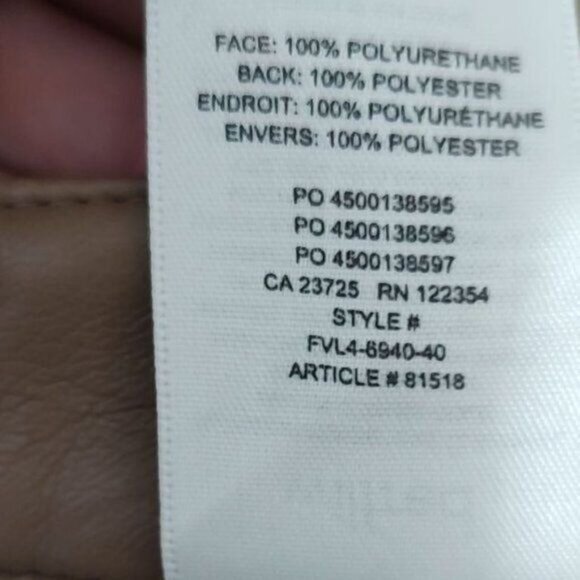 FACE: 100% POLYURETHANE
BACK: 100% POLYESTER
ENDROIT: 100% POLYURÉTHANE
ENVERS: 100% POLYESTER
PO 4500138595
PO 4500138596
PO 4500138597
CA 23725 RN 122354
STYLE #
FVL4-6940-40
ARTICLE # 81518